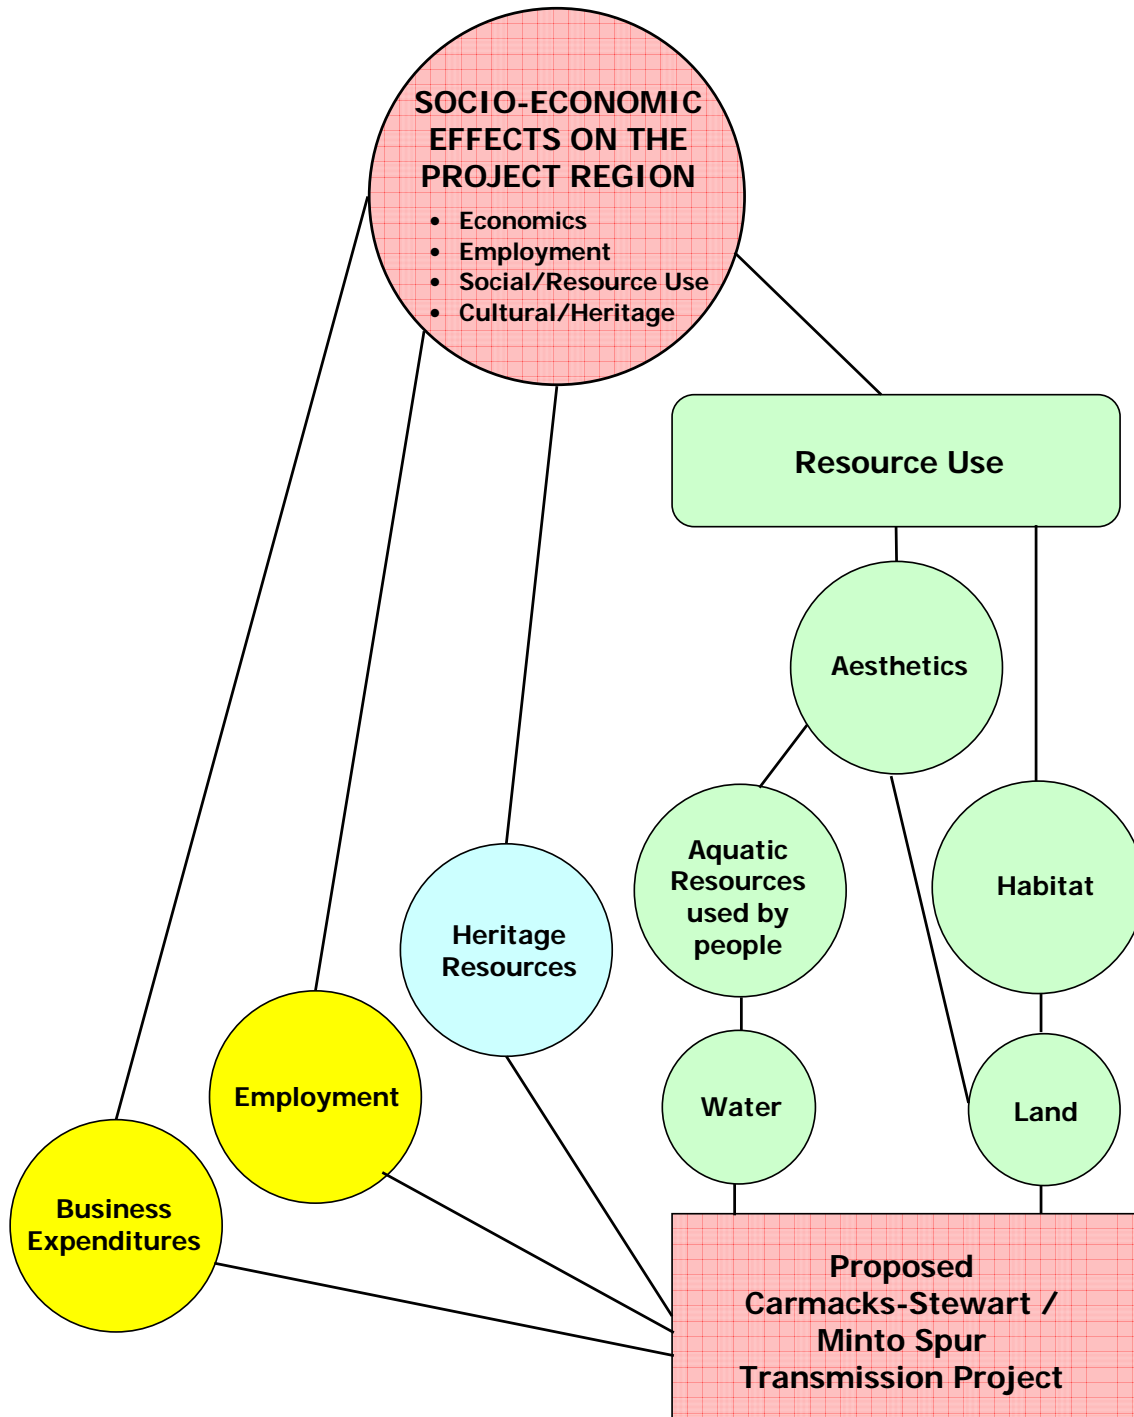 SOCIO-ECONOMIC
EFFECTS ON THE
PROJECT REGION
• Economics
• Employment
• Social/Resource Use
• Cultural/Heritage
Resource Use
Aesthetics
Aquatic
Resources
used by
people
Habitat
Heritage
Resources
Employment
Water
Land
Business
Expenditures
Proposed
Carmacks-Stewart /
Minto Spur
Transmission Project